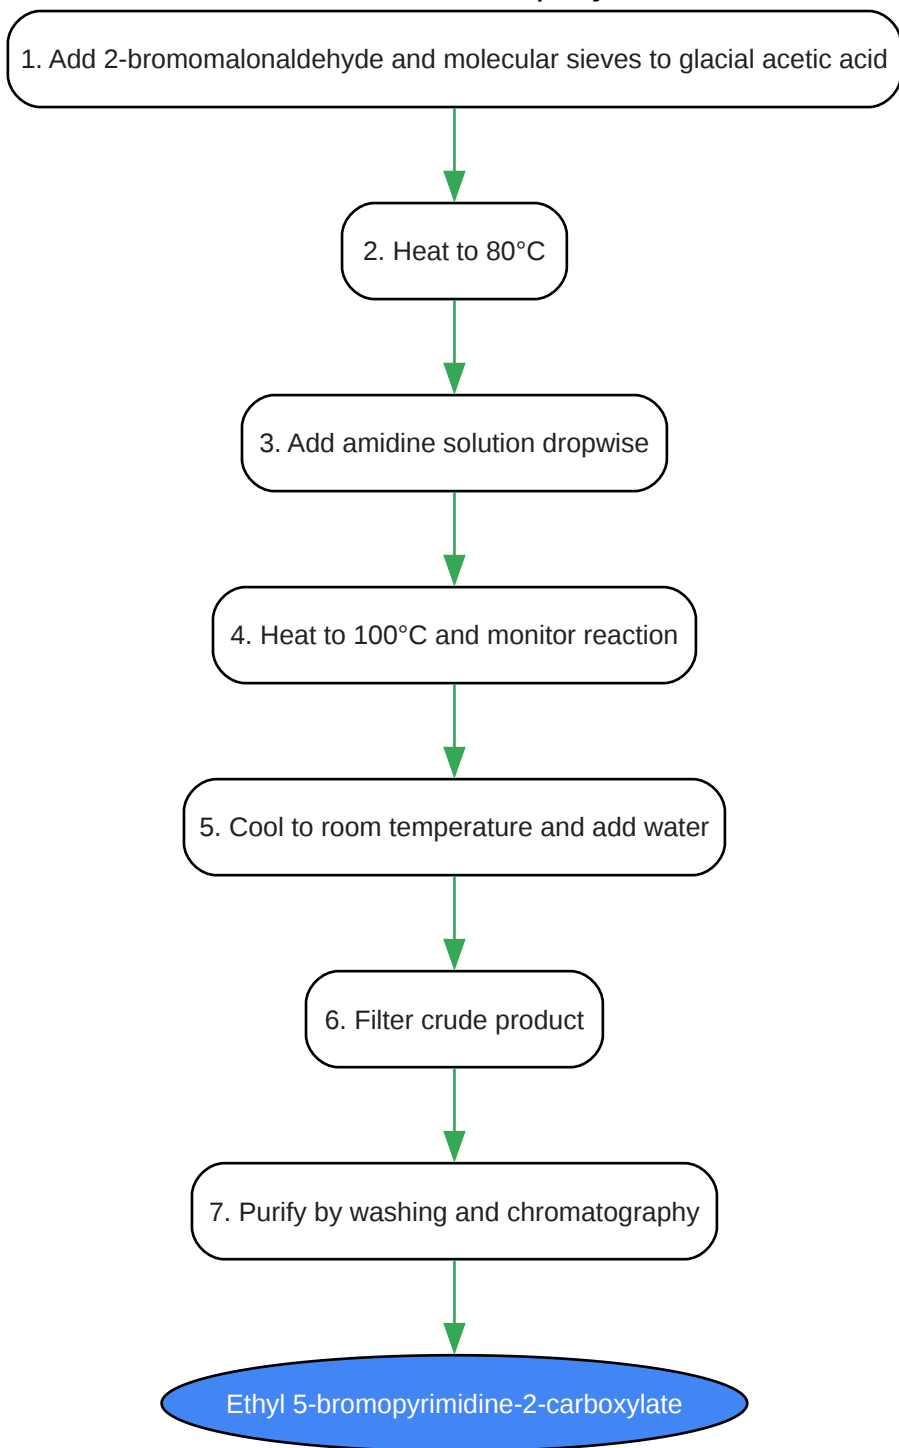 1. Add 2-bromomalonaldehyde and molecular sieves to glacial acetic acid
2. Heat to 80°C
3. Add amidine solution dropwise
4. Heat to 100°C and monitor reaction
5. Cool to room temperature and add water
6. Filter crude product
7. Purify by washing and chromatography
Ethyl 5-bromopyrimidine-2-carboxylate